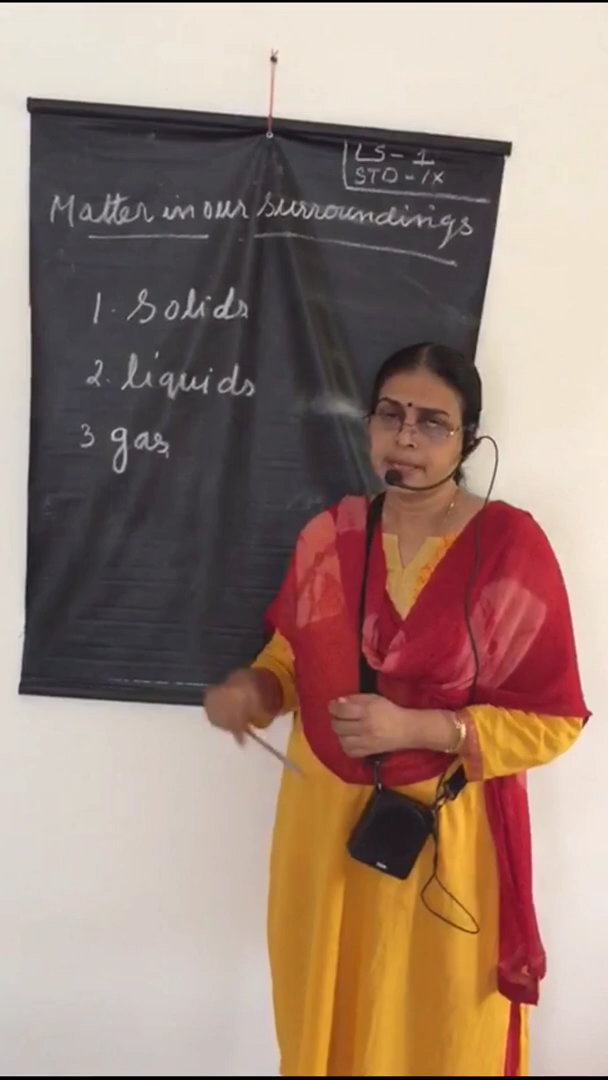 LS - 1
STD - IX
Matter in our surroundings
1. Solids
2. liquids
3 gas